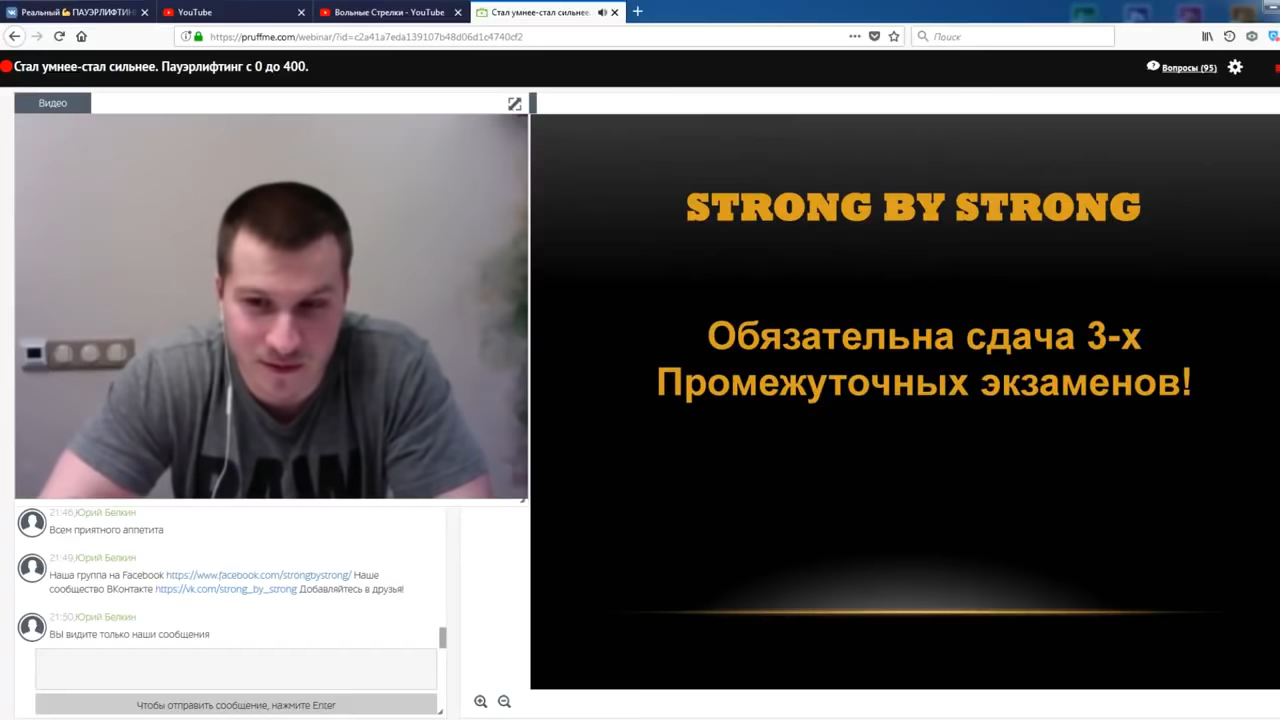 Реальный 💪 ПАУЭРЛИФТИН
YouTube
Вольные Стрелки - YouTube
Стал умнее-стал сильнее.
https://pruffme.com/webinar/?id=c2a41a7eda139107b48d06d1c4740cf2
Поиск
Стал умнее-стал сильнее. Пауэрлифтинг с 0 до 400.
Вопросы (95)
Видео
STRONG BY STRONG
Обязательна сдача 3-х
Промежуточных экзаменов!
21:46,Юрий Белкин
Всем приятного аппетита
21:49,Юрий Белкин
Наша группа на Facebook https://www.facebook.com/strongbystrong/ Наше
сообщество ВКонтакте https://vk.com/strong_by_strong Добавляйтесь в друзья!
21:50,Юрий Белкин
ВЫ видите только наши сообщения
Чтобы отправить сообщение, нажмите Enter